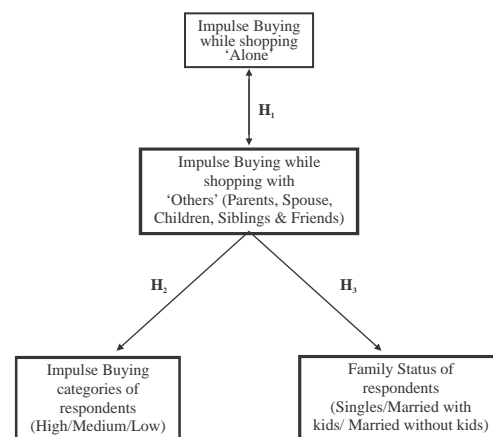 Impulse Buying
while shopping
‘Alone’
H₁
Impulse Buying while
shopping with
‘Others’ (Parents, Spouse,
Children, Siblings & Friends)
H₂
H₃
Impulse Buying
categories of
respondents
(High/Medium/Low)
Family Status of
respondents
(Singles/Married with
kids/ Married without kids)